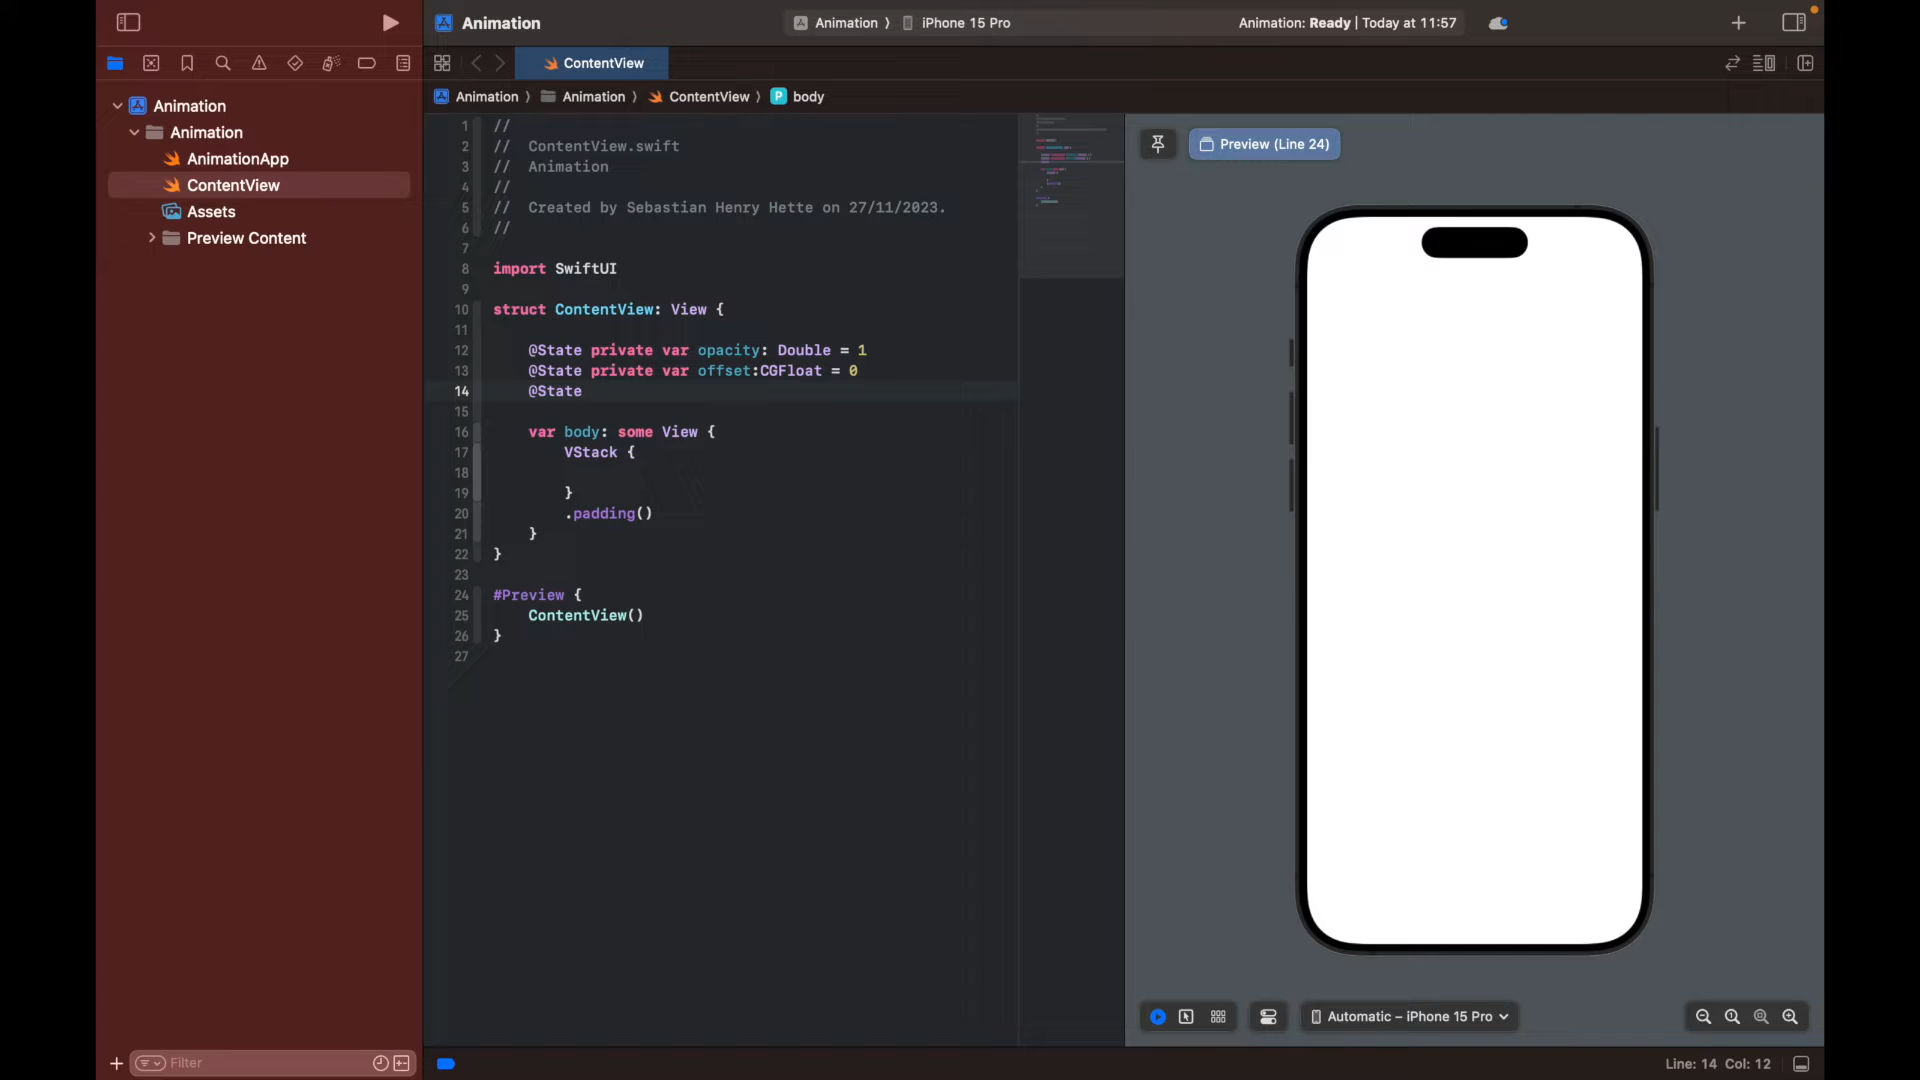 Animation
Animation 〉 iPhone 15 Pro
Animation: Ready | Today at 11:57
ContentView
Animation 〉 Animation 〉 ContentView 〉 P body
Animation
Animation
AnimationApp
ContentView
Assets
Preview Content
1 //
2 //  ContentView.swift
3 //  Animation
4 //
5 //  Created by Sebastian Henry Hette on 27/11/2023.
6 //
7
8 import SwiftUI
9
10 struct ContentView: View {
11
12     @State private var opacity: Double = 1
13     @State private var offset:CGFloat = 0
14     @State
15
16     var body: some View {
17         VStack {
18
19         }
20         .padding()
21     }
22 }
23
24 #Preview {
25     ContentView()
26 }
27
Preview (Line 24)
Automatic – iPhone 15 Pro
Filter
Line: 14 Col: 12